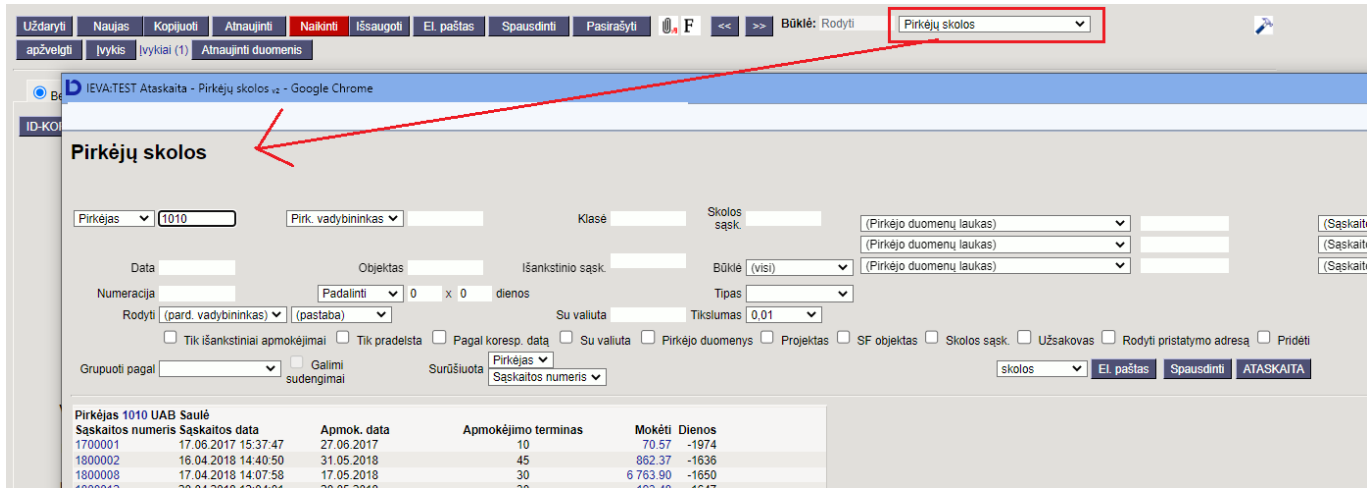 Uždaryti Naujas Kopijuoti Atnaujinti Naikinti Išsaugoti El. paštas Spausdinti Pasirašyti F << >> Būklė: Rodyti Pirkėjų skolos
apžvelgti Įvykis Įvykiai (1) Atnaujinti duomenis
IEVA:TEST Ataskaita - Pirkėjų skolos v2 - Google Chrome
Pirkėjų skolos
Pirkėjas 1010 Pirk. vadybininkas Klasė Skolos sąsk. (Pirkėjo duomenų laukas)
(Pirkėjo duomenų laukas)
Data Objektas Išankstinio sąsk. Būklė (visi) (Pirkėjo duomenų laukas)
Numeracija Padalinti 0 x 0 dienos Tipas
Rodyti (pard. vadybininkas) (pastaba) Su valiuta Tikslumas 0,01
Tik išankstiniai apmokėjimai Tik pradelsta Pagal koresp. datą Su valiuta Pirkėjo duomenys Projektas SF objektas Skolos sąsk. Užsakovas Rodyti pristatymo adresą Pridėti
Grupuoti pagal Galimi sudengimai Surūšiuota Pirkėjas Sąskaitos numeris skolos El. paštas Spausdinti ATASKAITA
Pirkėjas 1010 UAB Saulė
Sąskaitos numeris Sąskaitos data Apmok. data Apmokėjimo terminas Mokėti Dienos
1700001 17.06.2017 15:37:47 27.06.2017 10 70.57 -1974
1800002 16.04.2018 14:40:50 31.05.2018 45 862.37 -1636
1800008 17.04.2018 14:07:58 17.05.2018 30 6 763.90 -1650